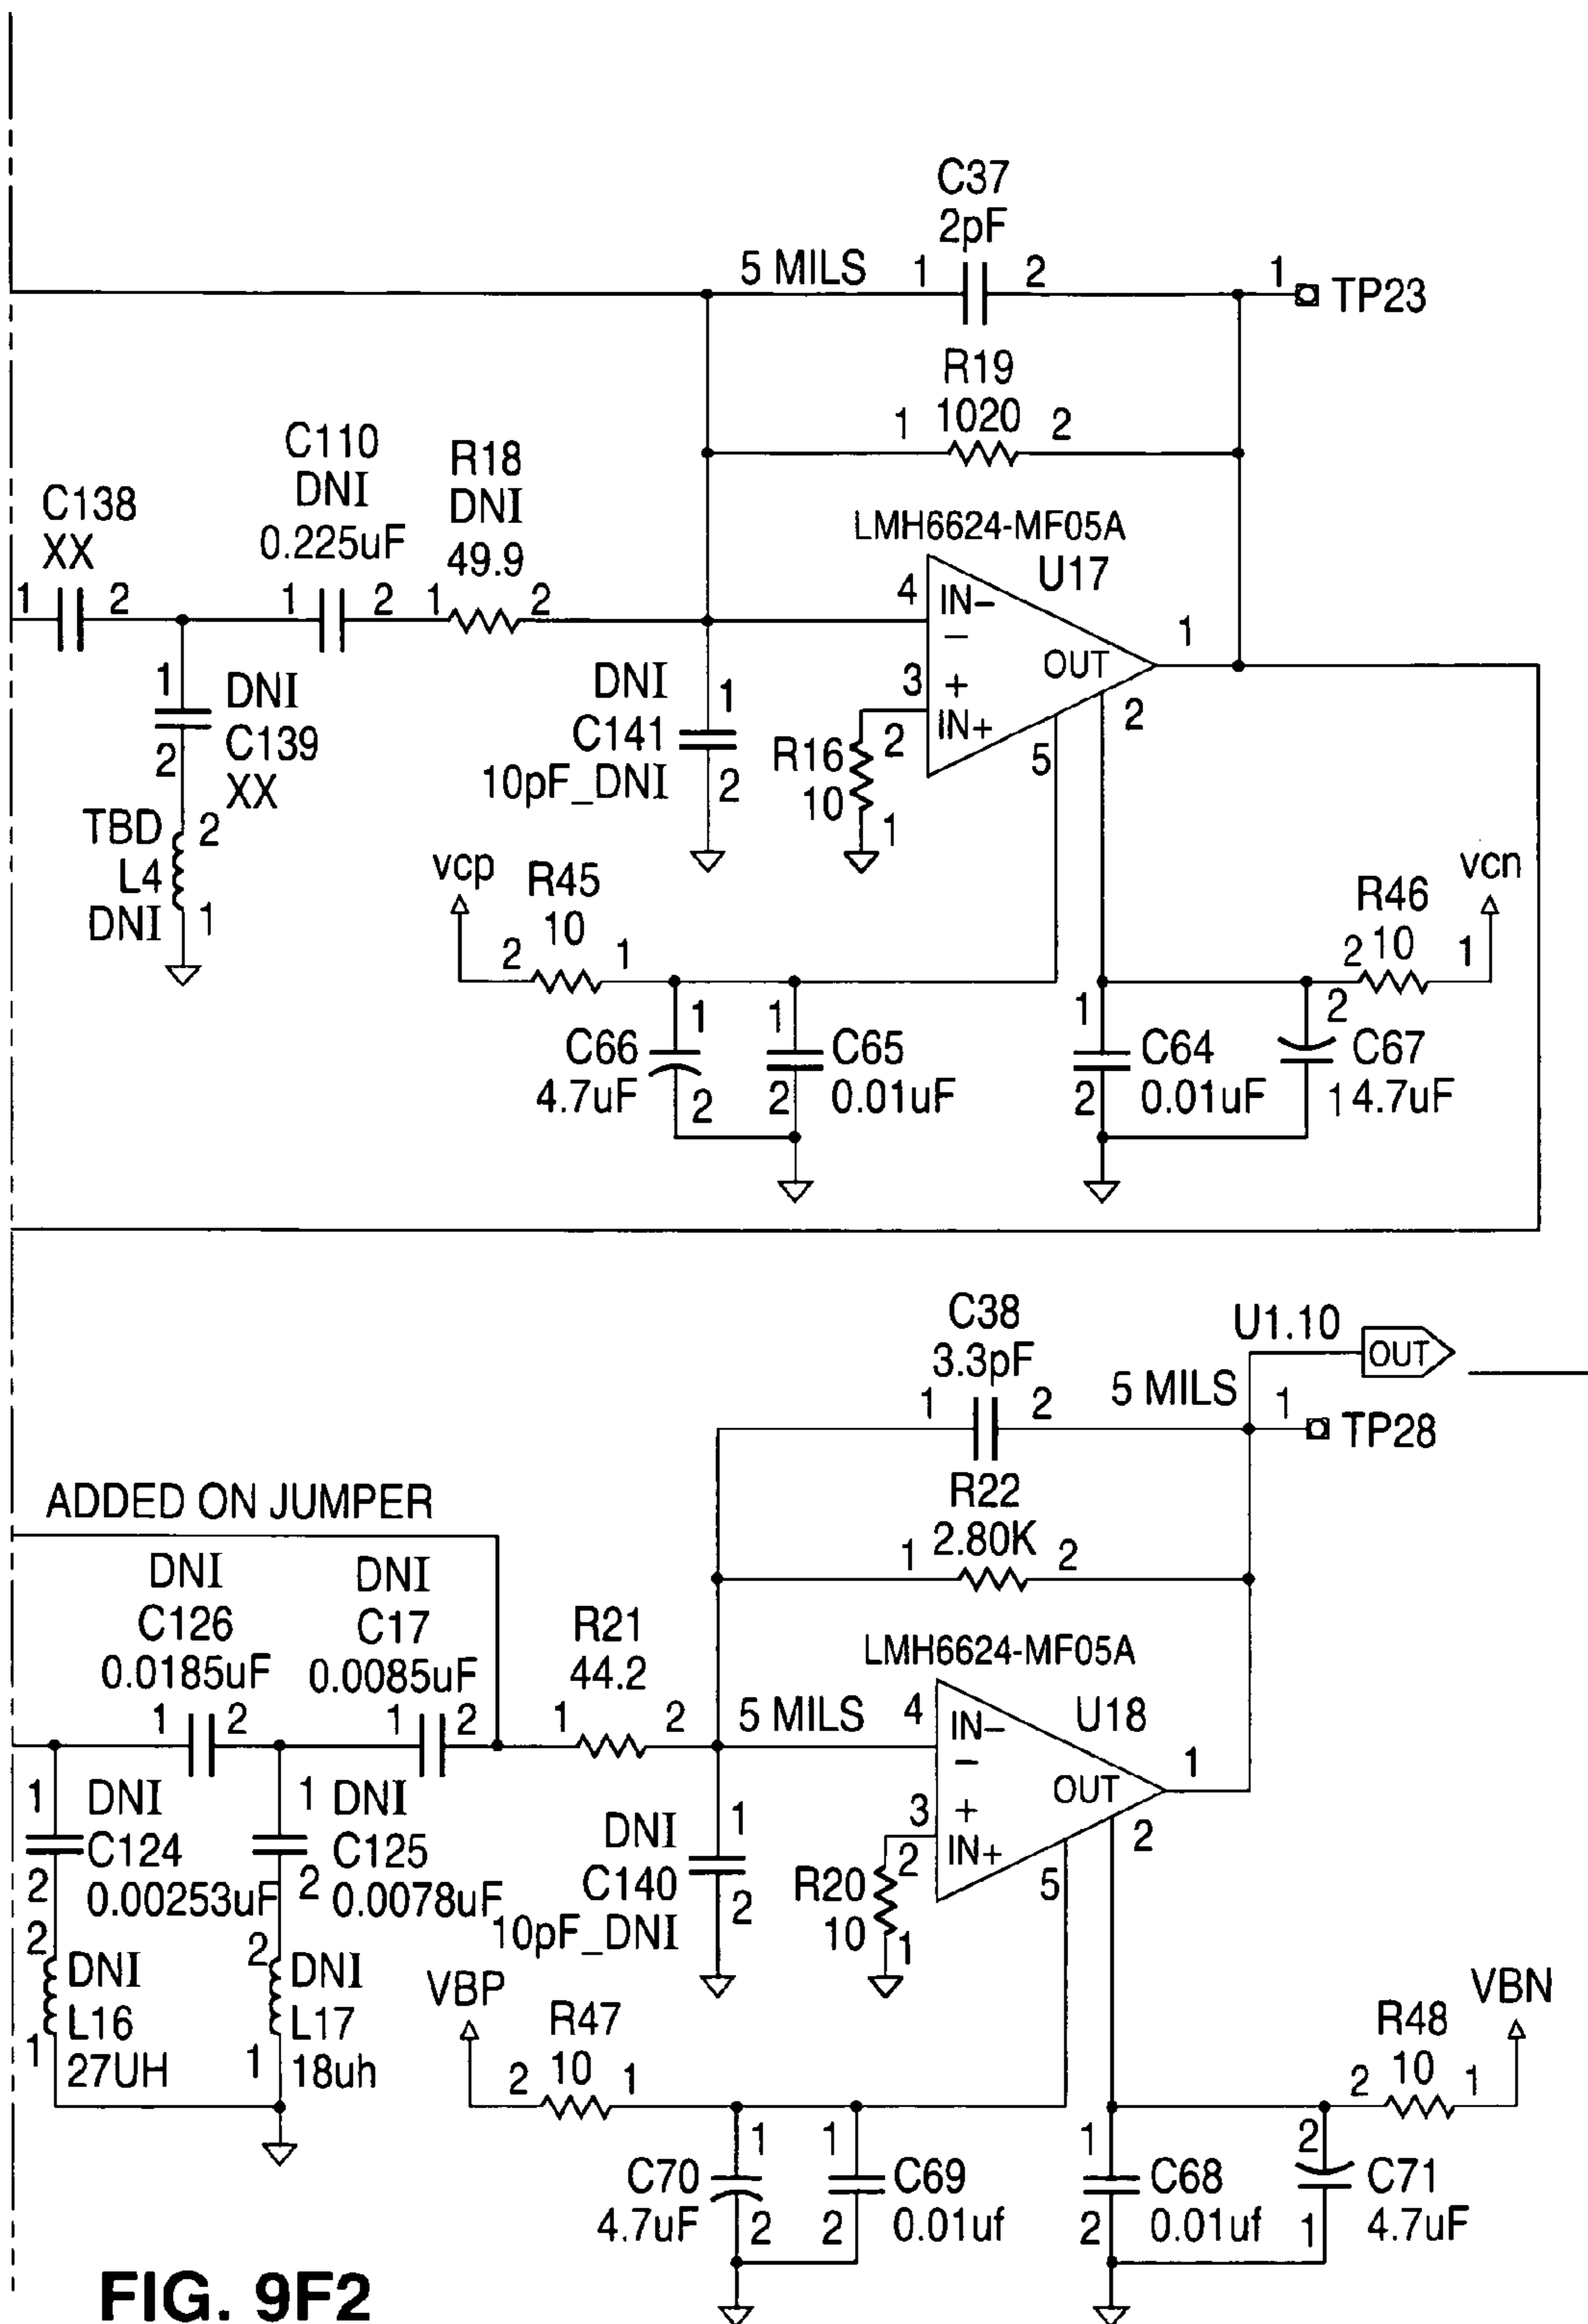 C37
2pF
5 MILS 1 2 1 TP23
R19
1 1020 2
C110
DNI
0.225uF
R18
DNI
49.9
C138
XX
LMH6624-MF05A
U17
1 2 1 2 1 2 4 IN-
−
1
OUT
3 +
IN+
2
5
1 DNI
C139
2 XX
DNI 1
C141
10pF_DNI 2
R16 2
10
1
TBD 2
L4
DNI 1
vcp
R45
10
2 1
vcn
R46
2 10 1
1 1
C66 C65
4.7uF 0.01uF
2 2
1 2
C64 C67
0.01uF 4.7uF
2 1
C38
3.3pF
1 2
U1.10 OUT
5 MILS 1 TP28
R22
2.80K
1 2
ADDED ON JUMPER
DNI
C126
0.0185uF
1 2
DNI
C17
0.0085uF
1 2
R21
44.2
1 2
5 MILS
LMH6624-MF05A
U18
4 IN-
−
OUT 1
3 +
IN+
2
5
1 DNI
C124
2 0.00253uF
1 DNI
C125
2 0.0078uF
DNI 1
C140
10pF_DNI 2
R20 2
10
1
2 DNI
L16
1 27UH
2 DNI
L17
1 18uh
VBP
R47
10
2 1
VBN
R48
10
2 1
1 1
C70 C69
4.7uF 0.01uf
2 2
1 2
C68 C71
0.01uf 4.7uF
2 1
FIG. 9F2